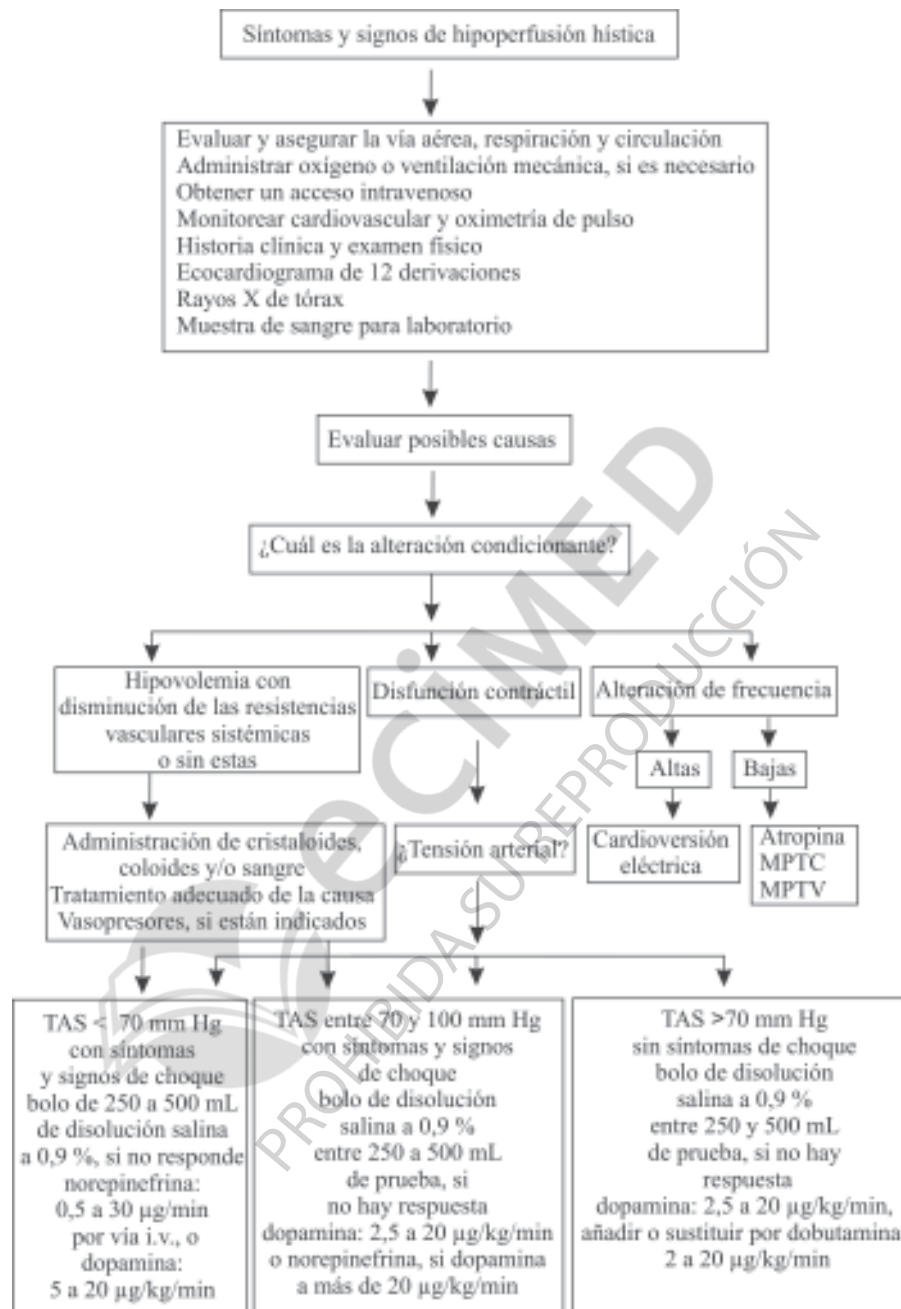 Síntomas y signos de hipoperfusión hística
Evaluar y asegurar la vía aérea, respiración y circulación
Administrar oxígeno o ventilación mecánica, si es necesario
Obtener un acceso intravenoso
Monitorear cardiovascular y oximetría de pulso
Historia clínica y examen físico
Ecocardiograma de 12 derivaciones
Rayos X de tórax
Muestra de sangre para laboratorio
Evaluar posibles causas
¿Cuál es la alteración condicionante?
Hipovolemia con
disminución de las resistencias
vasculares sistémicas
o sin estas
Disfunción contráctil
Alteración de frecuencia
Altas
Bajas
Administración de cristaloides,
coloides y/o sangre
Tratamiento adecuado de la causa
Vasopresores, si están indicados
¿Tensión arterial?
Cardioversión
eléctrica
Atropina
MPTC
MPTV
TAS < 70 mm Hg
con síntomas
y signos de choque
bolo de 250 a 500 mL
de disolución salina
a 0,9 %, si no responde
norepinefrina:
0,5 a 30 µg/min
por vía i.v., o
dopamina:
5 a 20 µg/kg/min
TAS entre 70 y 100 mm Hg
con síntomas y signos
de choque
bolo de disolución
salina a 0,9 %
entre 250 a 500 mL
de prueba, si
no hay respuesta
dopamina: 2,5 a 20 µg/kg/min
o norepinefrina, si dopamina
a más de 20 µg/kg/min
TAS >70 mm Hg
sin síntomas de choque
bolo de disolución
salina a 0,9 %
entre 250 y 500 mL
de prueba, si no hay
respuesta
dopamina: 2,5 a 20 µg/kg/min,
añadir o sustituir por dobutamina
2 a 20 µg/kg/min
eciMED
PROHIBIDA SU REPRODUCCIÓN